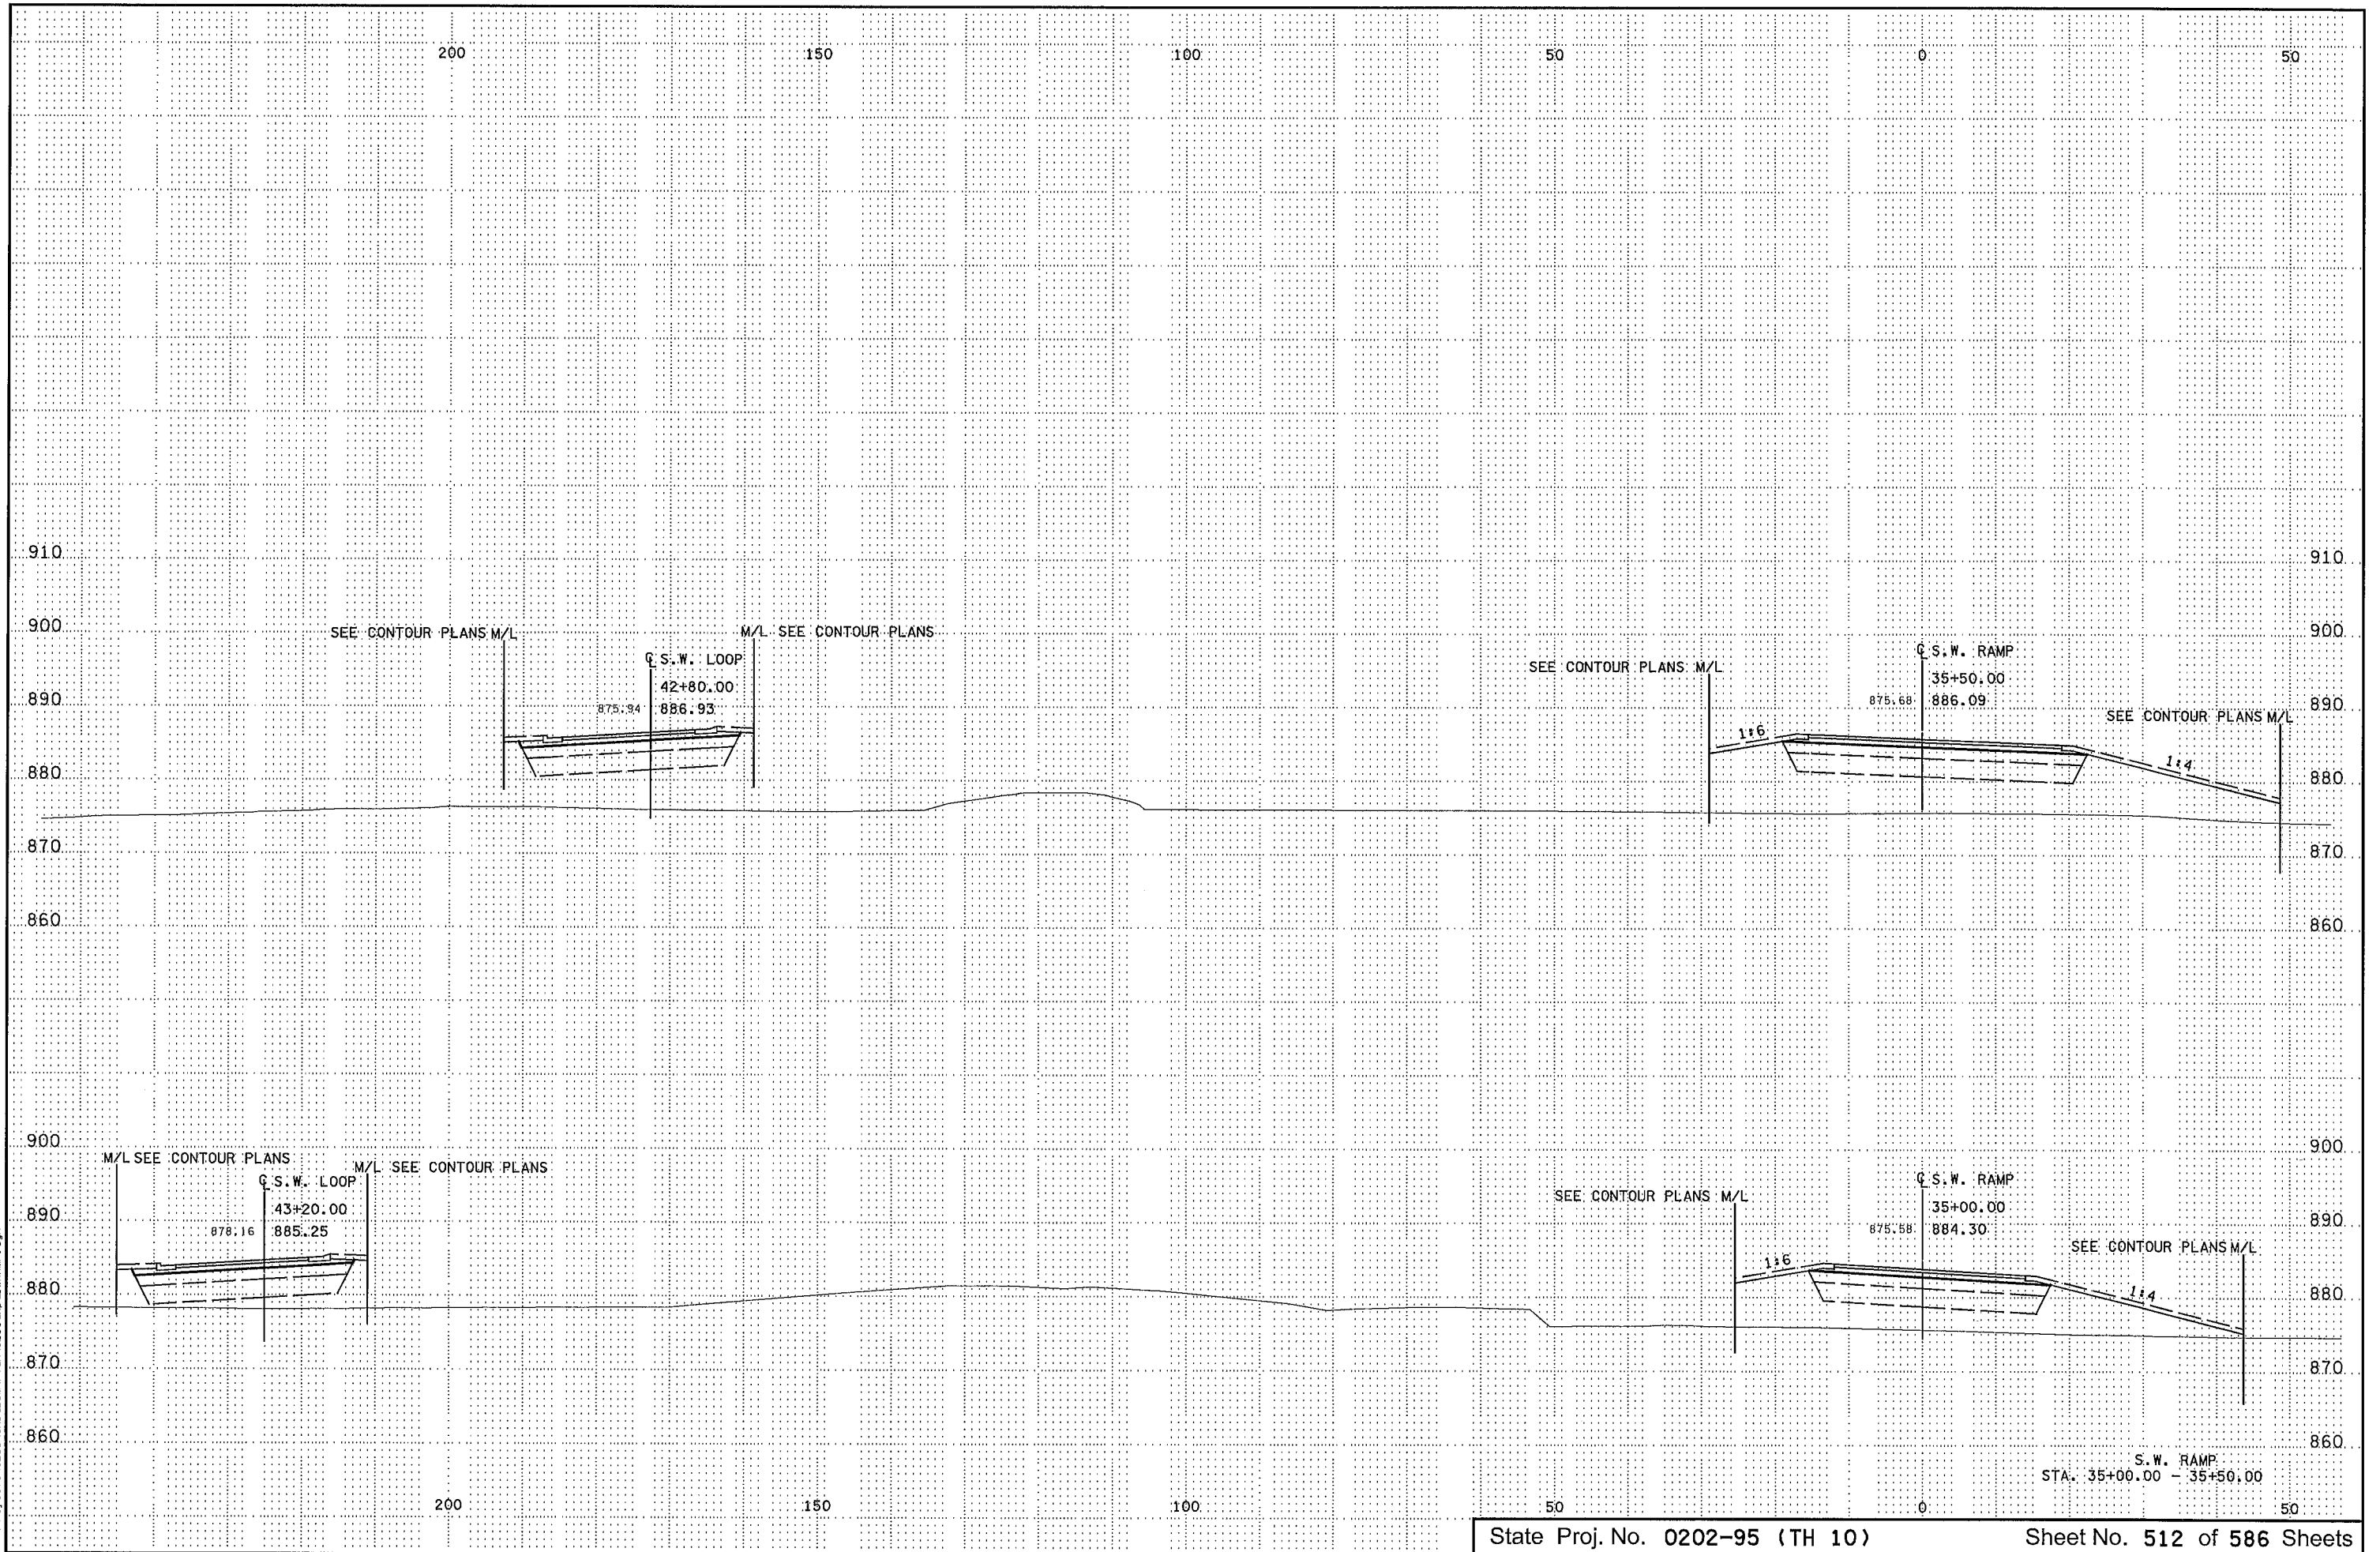 200 150 100 50 0 50
910 910
900 900
SEE CONTOUR PLANS M/L M/L SEE CONTOUR PLANS
℄ S.W. LOOP
42+80.00
875.94 886.93
SEE CONTOUR PLANS M/L
℄ S.W. RAMP
35+50.00
875.68 886.09
SEE CONTOUR PLANS M/L
890 890
1:6
1:4
880 880
870 870
860 860
900 900
M/L SEE CONTOUR PLANS M/L SEE CONTOUR PLANS
℄ S.W. LOOP
43+20.00
878.16 885.25
SEE CONTOUR PLANS M/L
℄ S.W. RAMP
35+00.00
875.58 884.30
SEE CONTOUR PLANS M/L
890 890
1:6
1:4
880 880
870 870
860 860
S.W. RAMP
STA. 35+00.00 - 35+50.00
200 150 100 50 0 50
State Proj. No. 0202-95 (TH 10) Sheet No. 512 of 586 Sheets